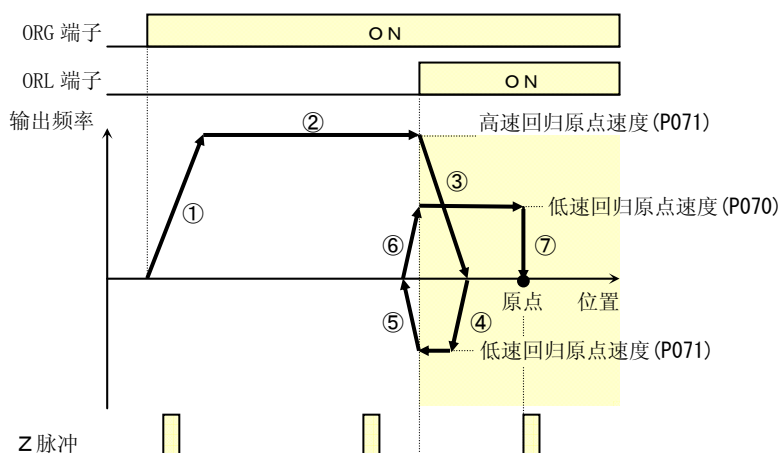 ORG 端子
ON
ORL 端子
ON
输出频率
②
高速回归原点速度(P071)
③
①
低速回归原点速度(P070)
⑥
⑦
原点
位置
⑤
④
低速回归原点速度(P071)
Z 脉冲